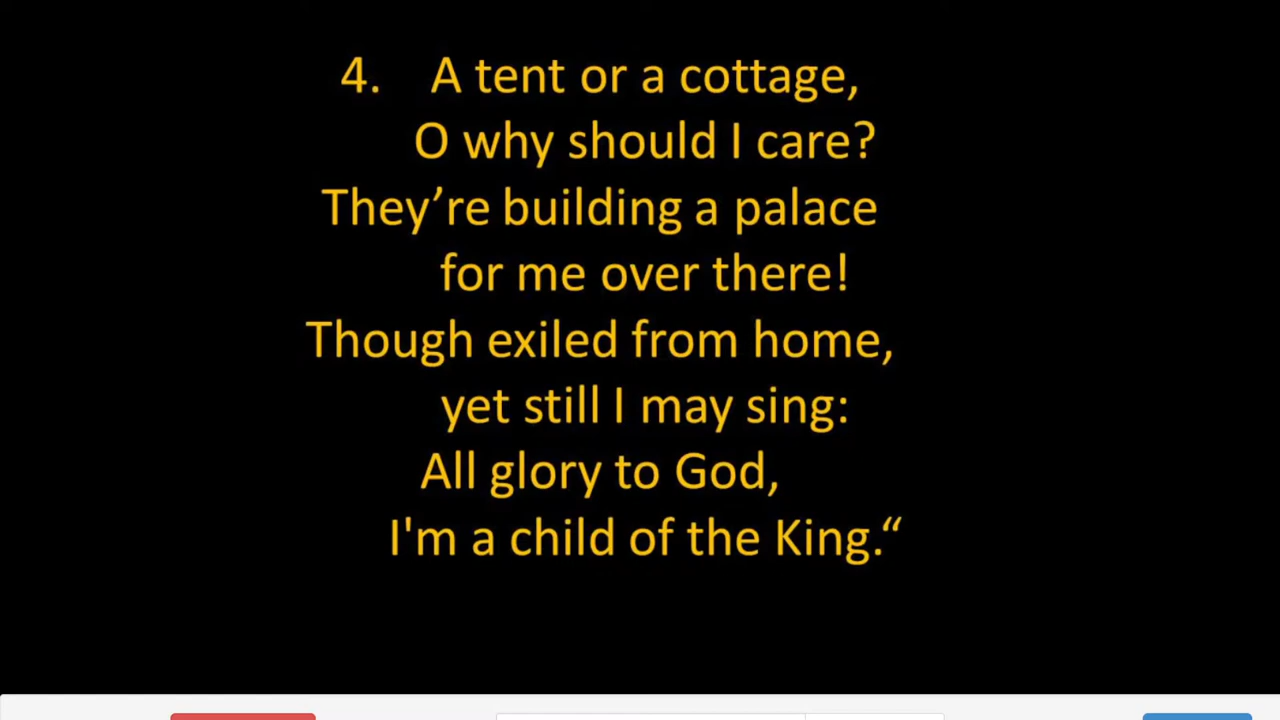 4. A tent or a cottage,
O why should I care?
They’re building a palace
for me over there!
Though exiled from home,
yet still I may sing:
All glory to God,
I'm a child of the King.“